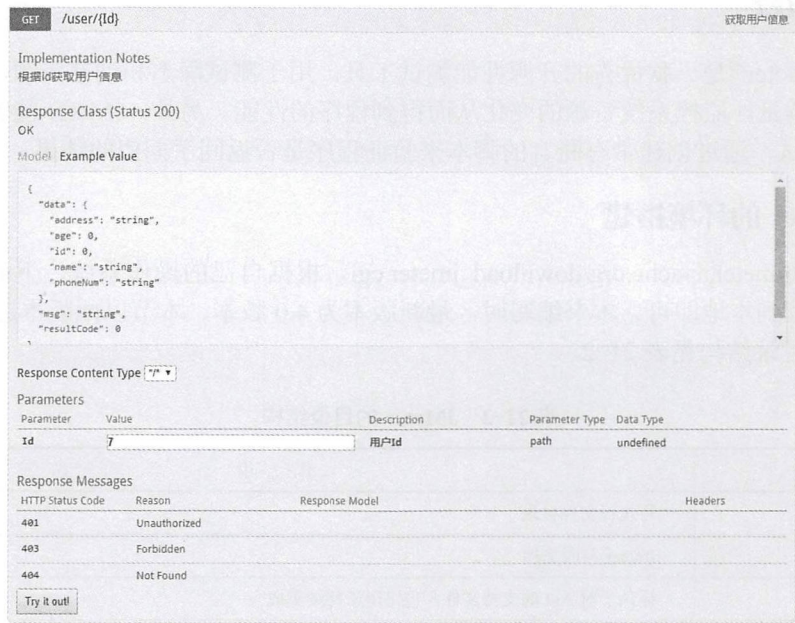 GET /user/{Id} 获取用户信息
Implementation Notes
根据id获取用户信息
Response Class (Status 200)
OK
Model Example Value
{
"data": {
"address": "string",
"age": 0,
"id": 0,
"name": "string",
"phoneNum": "string"
},
"msg": "string",
"resultCode": 0
Response Content Type */*
Parameters
Parameter Value Description Parameter Type Data Type
Id 7 用户Id path undefined
Response Messages
HTTP Status Code Reason Response Model Headers
401 Unauthorized
403 Forbidden
404 Not Found
Try it out!